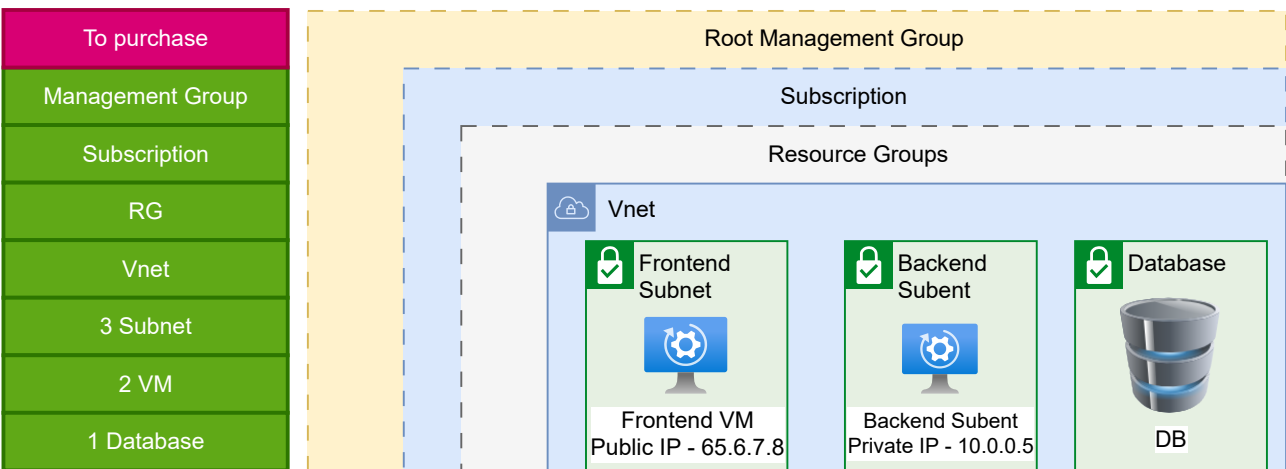 To purchase
Management Group
Subscription
RG
Vnet
3 Subnet
2 VM
1 Database
Root Management Group
Subscription
Resource Groups
Vnet
Frontend
Subnet
Frontend VM
Public IP - 65.6.7.8
Backend
Subent
Backend Subent
Private IP - 10.0.0.5
Database
DB